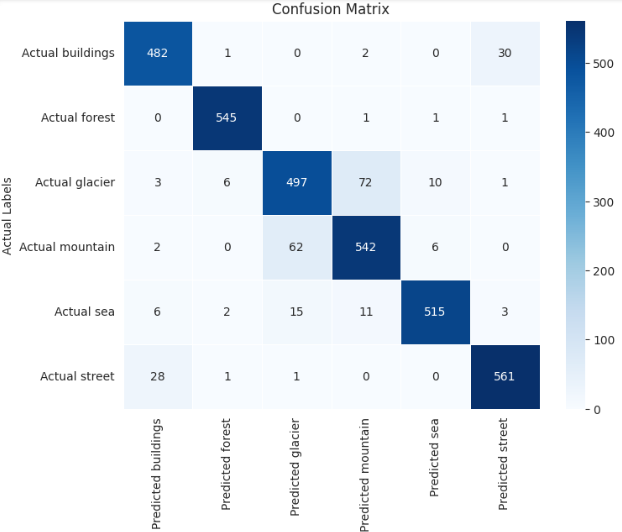 Confusion Matrix
Actual Labels
Actual buildings 482 1 0 2 0 30
Actual forest 0 545 0 1 1 1
Actual glacier 3 6 497 72 10 1
Actual mountain 2 0 62 542 6 0
Actual sea 6 2 15 11 515 3
Actual street 28 1 1 0 0 561
Predicted buildings
Predicted forest
Predicted glacier
Predicted mountain
Predicted sea
Predicted street
500
400
300
200
100
0